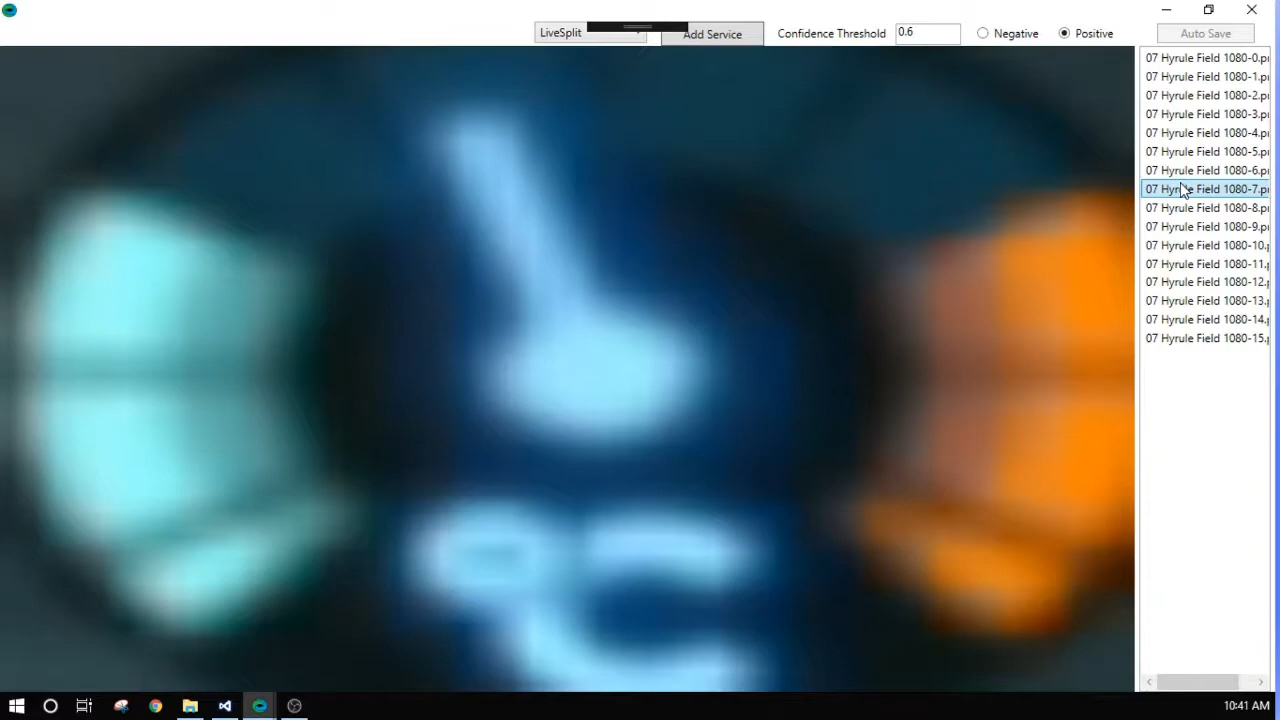 LiveSplit
Add Service
Confidence Threshold
0.6
Negative
Positive
Auto Save
07 Hyrule Field 1080-0.p
07 Hyrule Field 1080-1.p
07 Hyrule Field 1080-2.p
07 Hyrule Field 1080-3.p
07 Hyrule Field 1080-4.p
07 Hyrule Field 1080-5.p
07 Hyrule Field 1080-6.p
07 Hyrule Field 1080-7.p
07 Hyrule Field 1080-8.p
07 Hyrule Field 1080-9.p
07 Hyrule Field 1080-10.
07 Hyrule Field 1080-11.
07 Hyrule Field 1080-12.
07 Hyrule Field 1080-13.
07 Hyrule Field 1080-14.
07 Hyrule Field 1080-15.
°C
10:41 AM